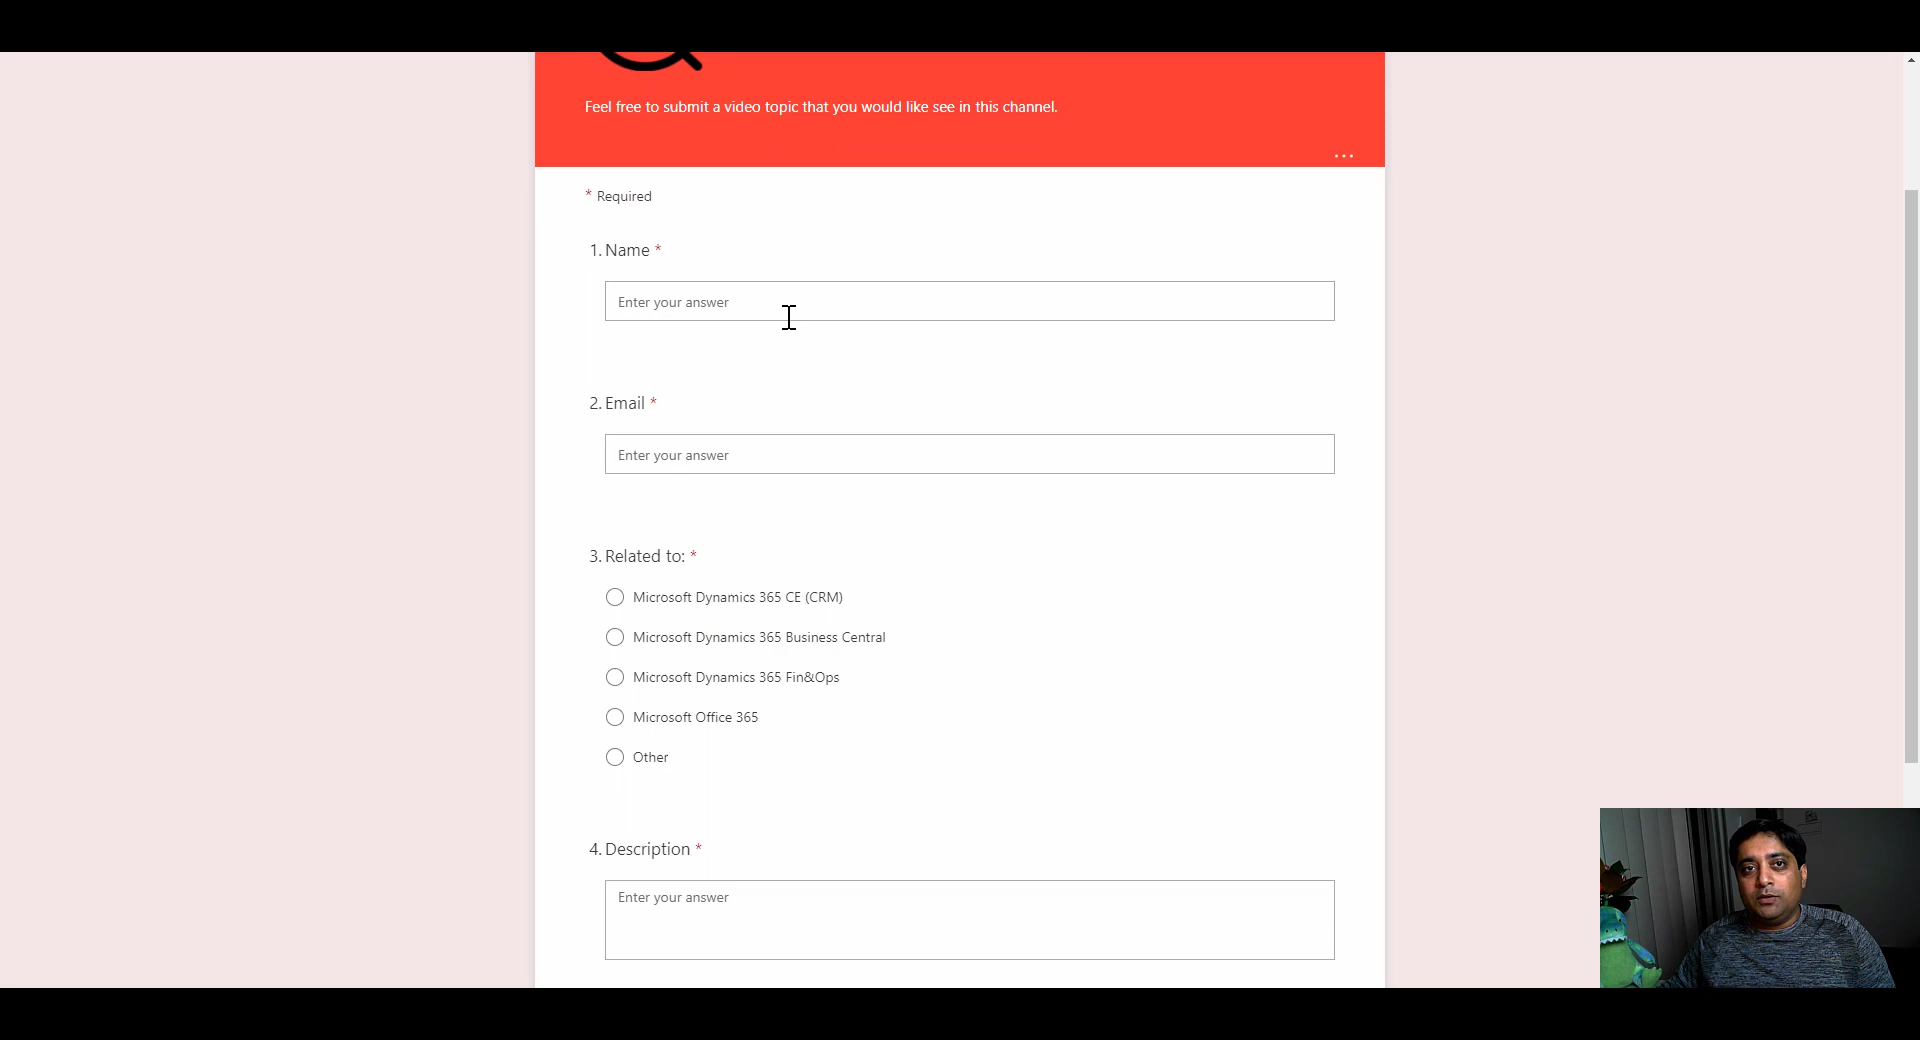 Feel free to submit a video topic that you would like see in this channel.
...
* Required
1. Name *
Enter your answer
2. Email *
Enter your answer
3. Related to: *
Microsoft Dynamics 365 CE (CRM)
Microsoft Dynamics 365 Business Central
Microsoft Dynamics 365 Fin&Ops
Microsoft Office 365
Other
4. Description *
Enter your answer